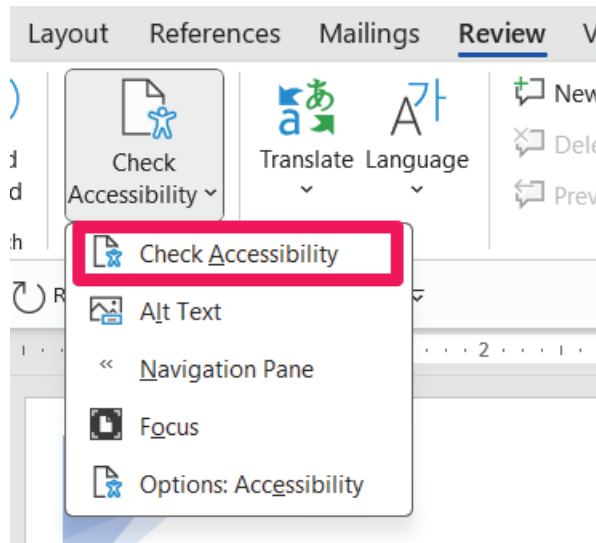 Layout References Mailings Review
Check
Accessibility
Translate Language
New
Check Accessibility
Alt Text
Navigation Pane
Focus
Options: Accessibility
2